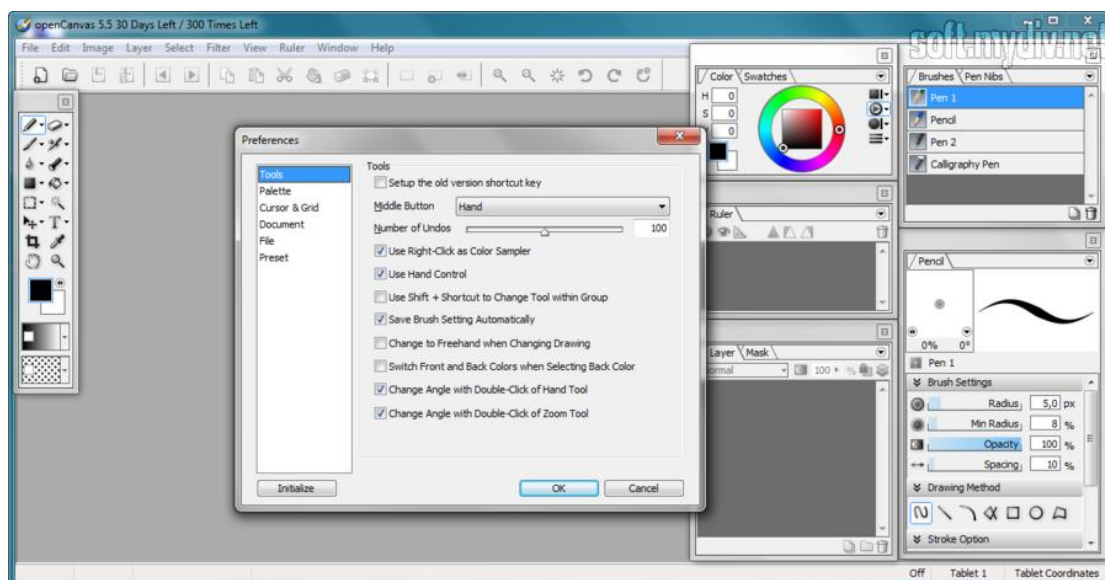 openCanvas 5.5 30 Days Left / 300 Times Left
soft.mydiv.net
File Edit Image Layer Select Filter View Ruler Window Help
Color Swatches
H 0
S 0
0
Brushes Pen Nibs
Pen 1
Pencil
Pen 2
Calligraphy Pen
Preferences
Tools
Palette
Cursor & Grid
Document
File
Preset
Tools
Setup the old version shortcut key
Middle Button Hand
Number of Undos 100
Use Right-Click as Color Sampler
Use Hand Control
Use Shift + Shortcut to Change Tool within Group
Save Brush Setting Automatically
Change to Freehand when Changing Drawing
Switch Front and Back Colors when Selecting Back Color
Change Angle with Double-Click of Hand Tool
Change Angle with Double-Click of Zoom Tool
Initialize OK Cancel
Ruler
Layer Mask
ormal 100 %
Pencil
0% 0°
Pen 1
Brush Settings
Radius 5,0 px
Min Radius 8 %
Opacity 100 %
Spacing 10 %
Drawing Method
Stroke Option
Off Tablet 1 Tablet Coordinates